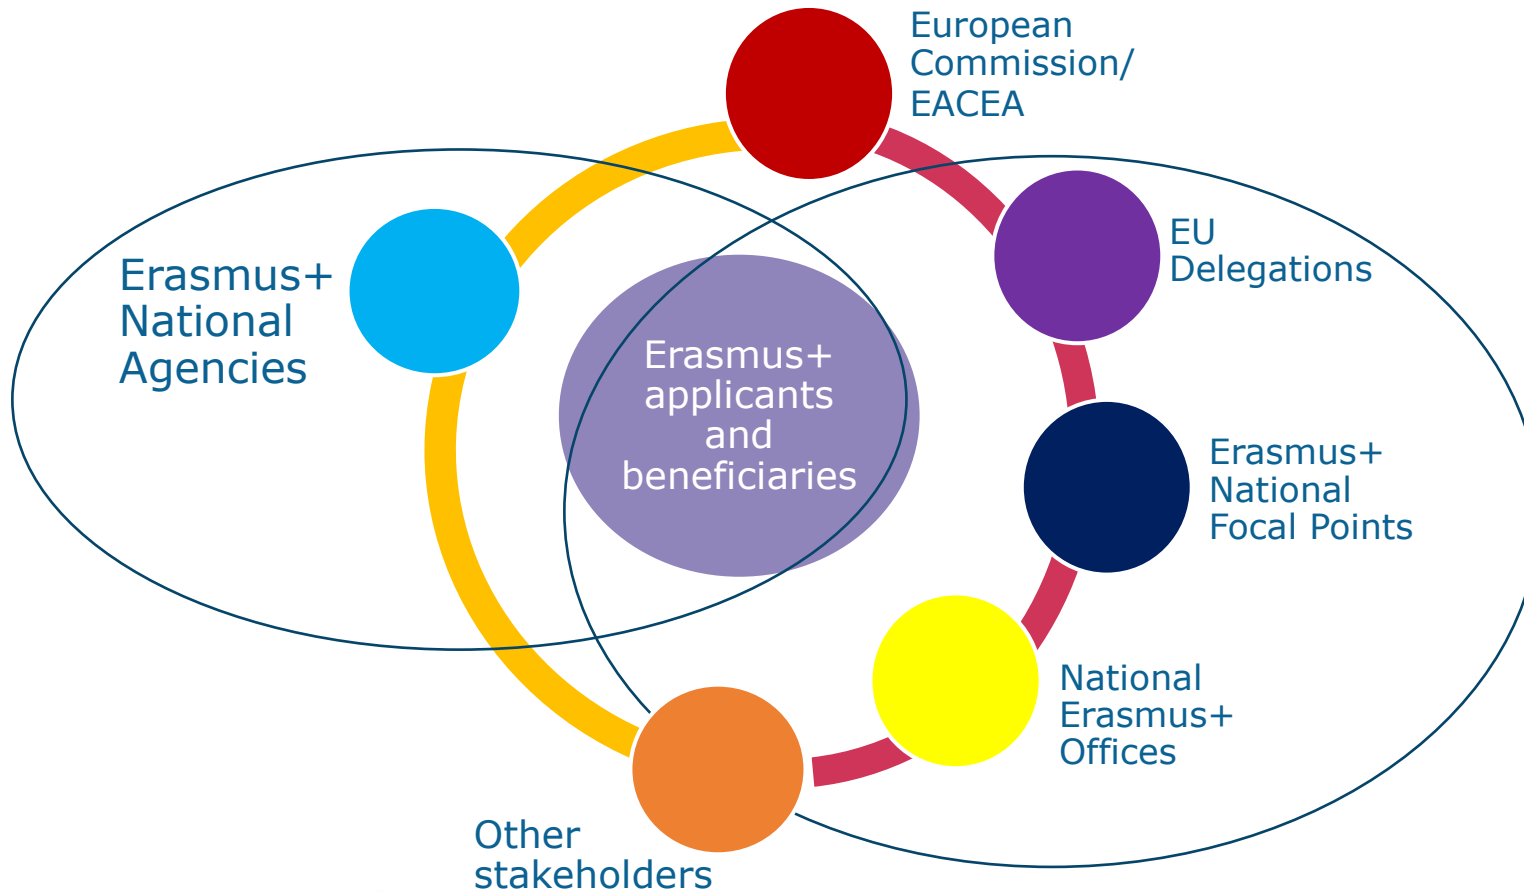 European
Commission/
EACEA
EU
Delegations
Erasmus+
National
Agencies
Erasmus+
applicants
and
beneficiaries
Erasmus+
National
Focal Points
National
Erasmus+
Offices
Other
stakeholders